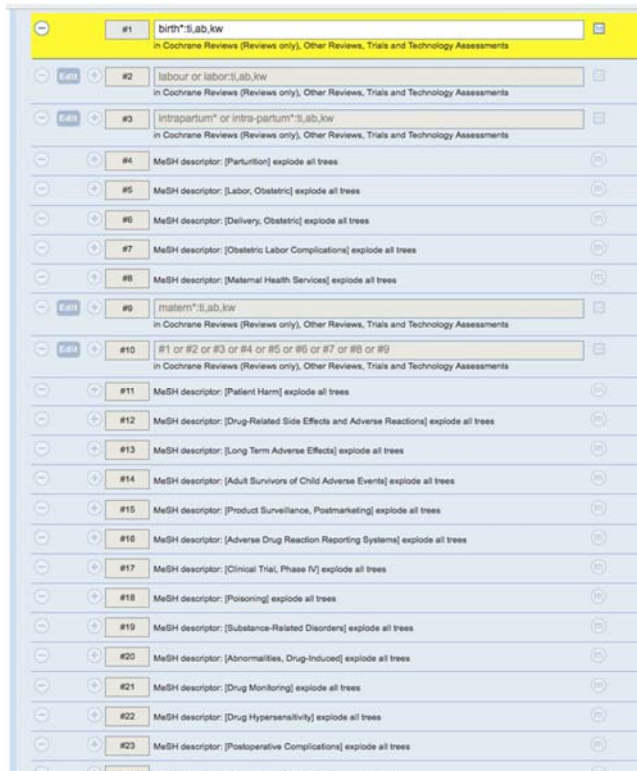 #1 birth*:ti,ab,kw
in Cochrane Reviews (Reviews only), Other Reviews, Trials and Technology Assessments
Edit #2 labour or labor:ti,ab,kw
in Cochrane Reviews (Reviews only), Other Reviews, Trials and Technology Assessments
Edit #3 intrapartum* or intra-partum*:ti,ab,kw
in Cochrane Reviews (Reviews only), Other Reviews, Trials and Technology Assessments
#4 MeSH descriptor: [Parturition] explode all trees
#5 MeSH descriptor: [Labor, Obstetric] explode all trees
#6 MeSH descriptor: [Delivery, Obstetric] explode all trees
#7 MeSH descriptor: [Obstetric Labor Complications] explode all trees
#8 MeSH descriptor: [Maternal Health Services] explode all trees
Edit #9 matern*:ti,ab,kw
in Cochrane Reviews (Reviews only), Other Reviews, Trials and Technology Assessments
Edit #10 #1 or #2 or #3 or #4 or #5 or #6 or #7 or #8 or #9
in Cochrane Reviews (Reviews only), Other Reviews, Trials and Technology Assessments
#11 MeSH descriptor: [Patient Harm] explode all trees
#12 MeSH descriptor: [Drug-Related Side Effects and Adverse Reactions] explode all trees
#13 MeSH descriptor: [Long Term Adverse Effects] explode all trees
#14 MeSH descriptor: [Adult Survivors of Child Adverse Events] explode all trees
#15 MeSH descriptor: [Product Surveillance, Postmarketing] explode all trees
#16 MeSH descriptor: [Adverse Drug Reaction Reporting Systems] explode all trees
#17 MeSH descriptor: [Clinical Trial, Phase IV] explode all trees
#18 MeSH descriptor: [Poisoning] explode all trees
#19 MeSH descriptor: [Substance-Related Disorders] explode all trees
#20 MeSH descriptor: [Abnormalities, Drug-Induced] explode all trees
#21 MeSH descriptor: [Drug Monitoring] explode all trees
#22 MeSH descriptor: [Drug Hypersensitivity] explode all trees
#23 MeSH descriptor: [Postoperative Complications] explode all trees